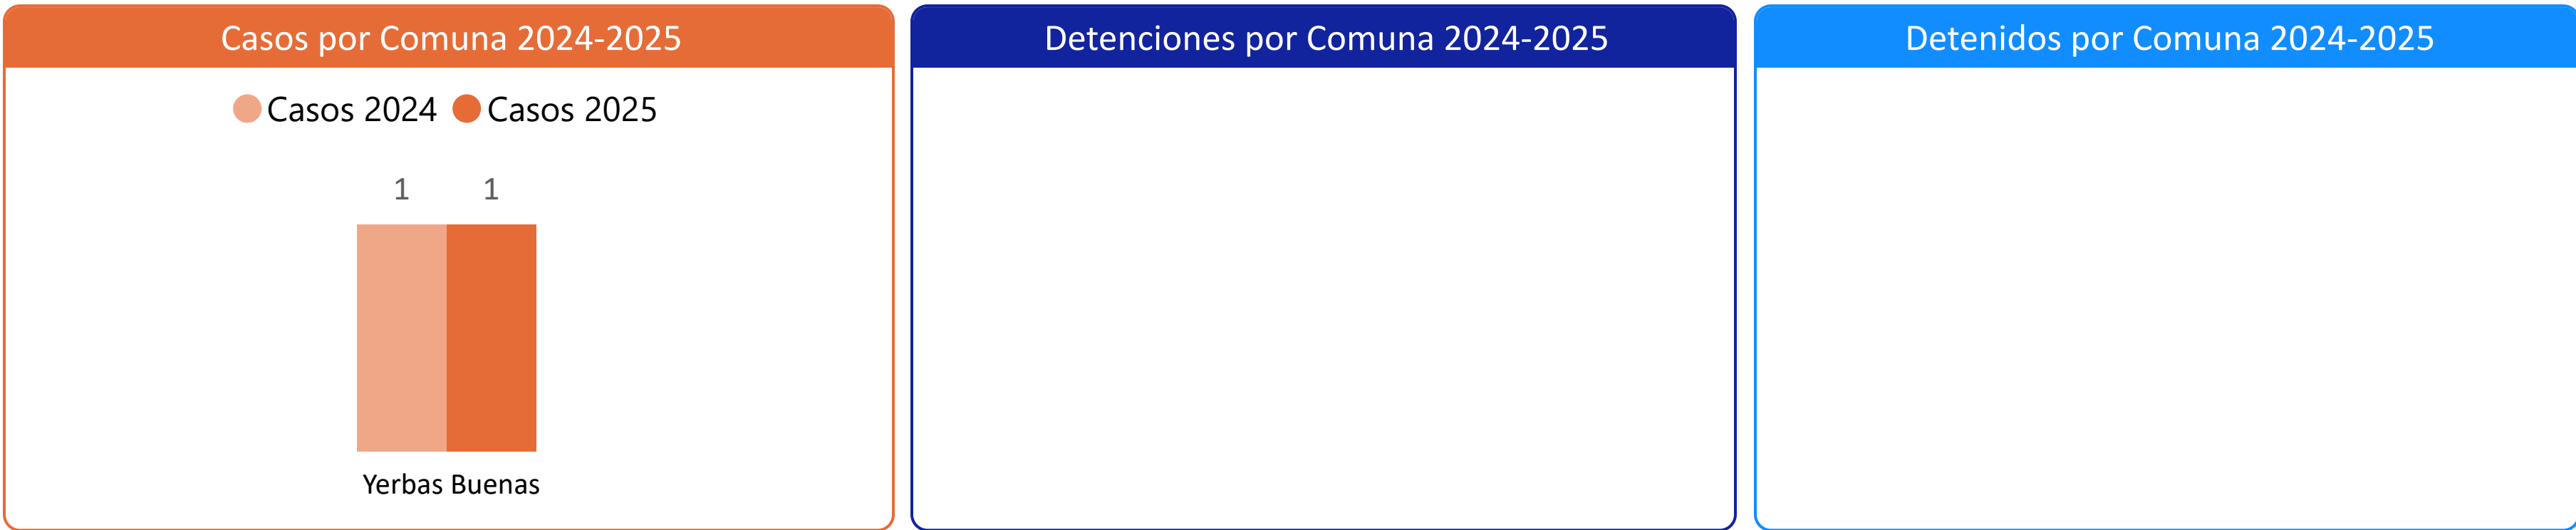 Casos por Comuna 2024-2025
Casos 2024 Casos 2025
1 1
Yerbas Buenas
Detenciones por Comuna 2024-2025
Detenidos por Comuna 2024-2025